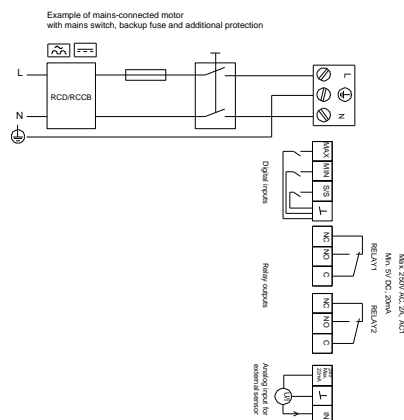 Example of mains-connected motor
with mains switch, backup fuse and additional protection
L
RCD/RCCB
N
L
N
MAX
MIN
S/S
Digital inputs
NC
NO
C
RELAY1
Relay outputs
NC
NO
C
RELAY2
Max. 250V AC, 2A, AC1
Min. 5V DC, 20mA
Max.
22mA
IN
U/I
Analog input for
external sensor